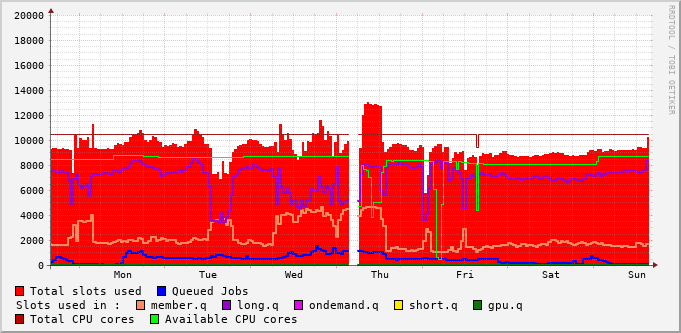 20000
18000
16000
14000
12000
10000
8000
6000
4000
2000
0
Mon Tue Wed Thu Fri Sat Sun
RRDTOOL / TOBI OETIKER
Total slots used Queued Jobs
Slots used in : member.q long.q ondemand.q short.q gpu.q
Total CPU cores Available CPU cores